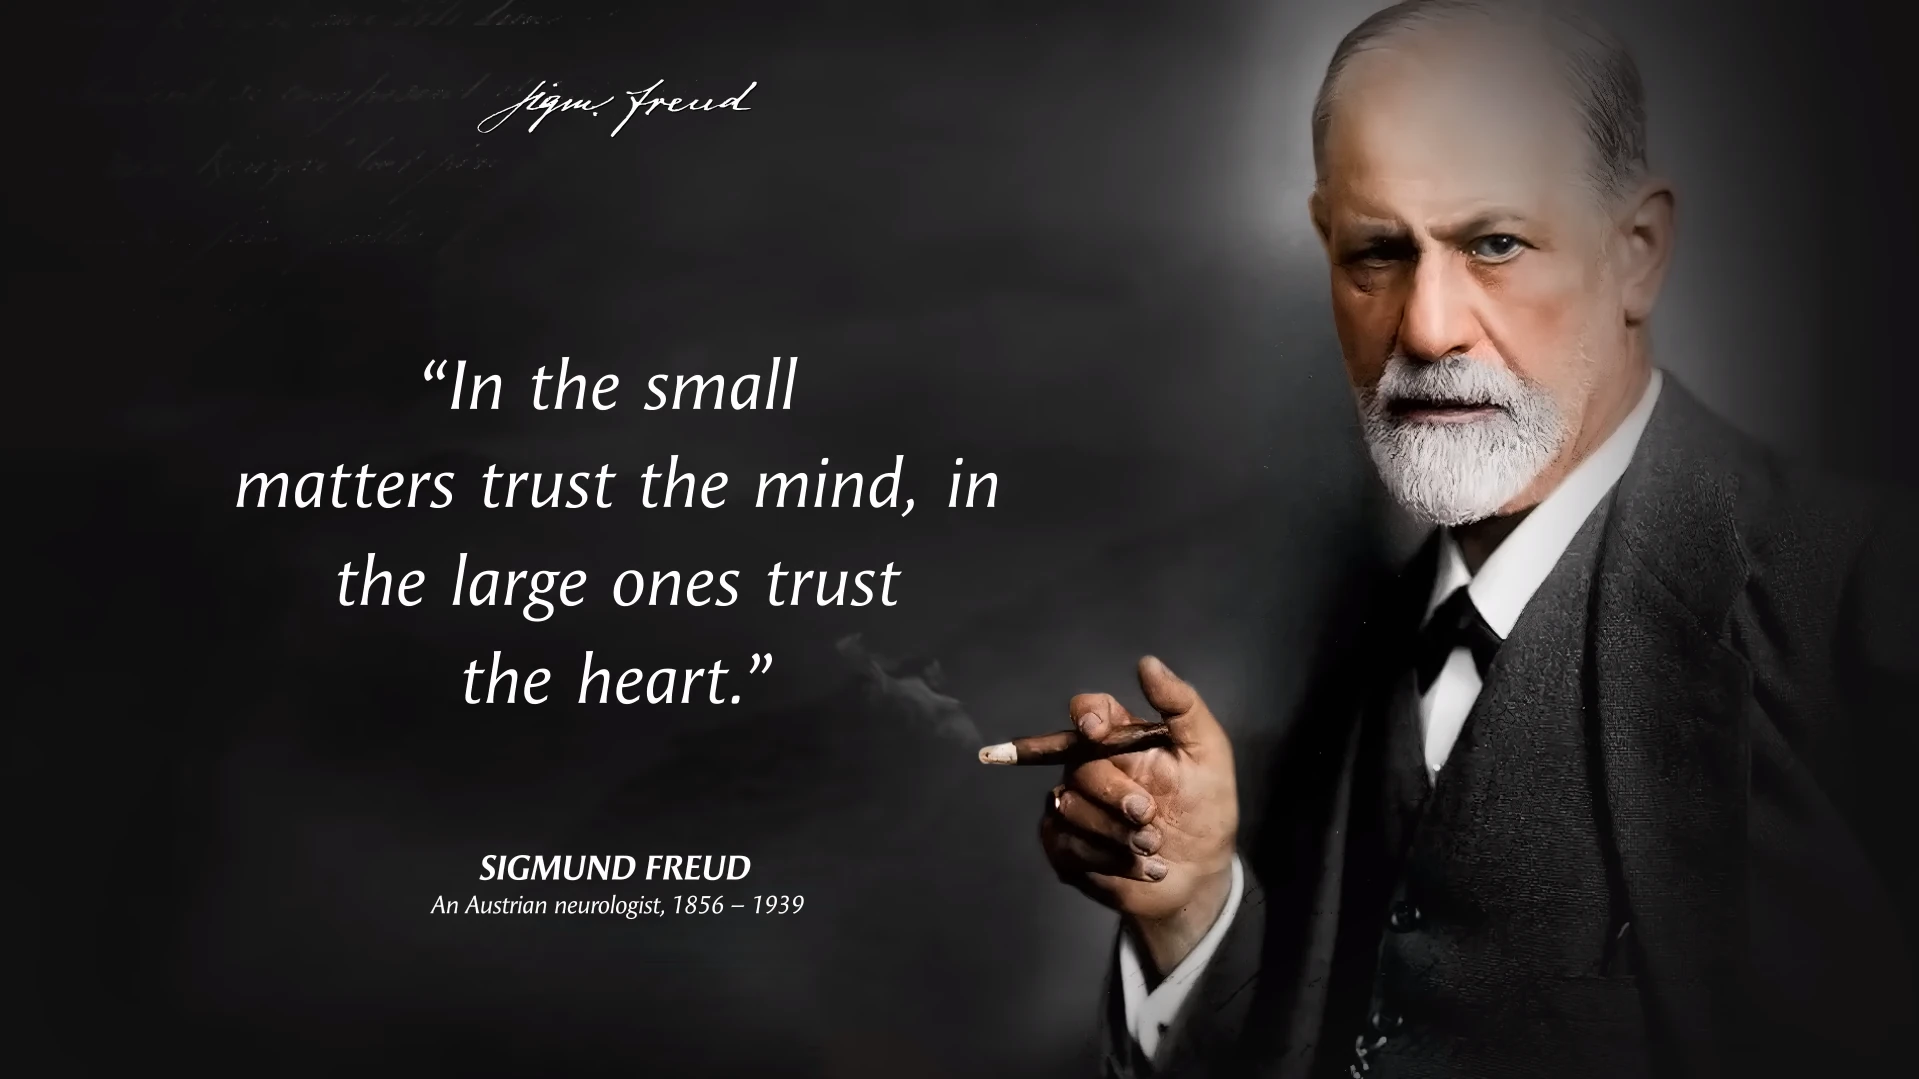 Sigm. Freud
“In the small
matters trust the mind, in
the large ones trust
the heart.”
SIGMUND FREUD
An Austrian neurologist, 1856 – 1939